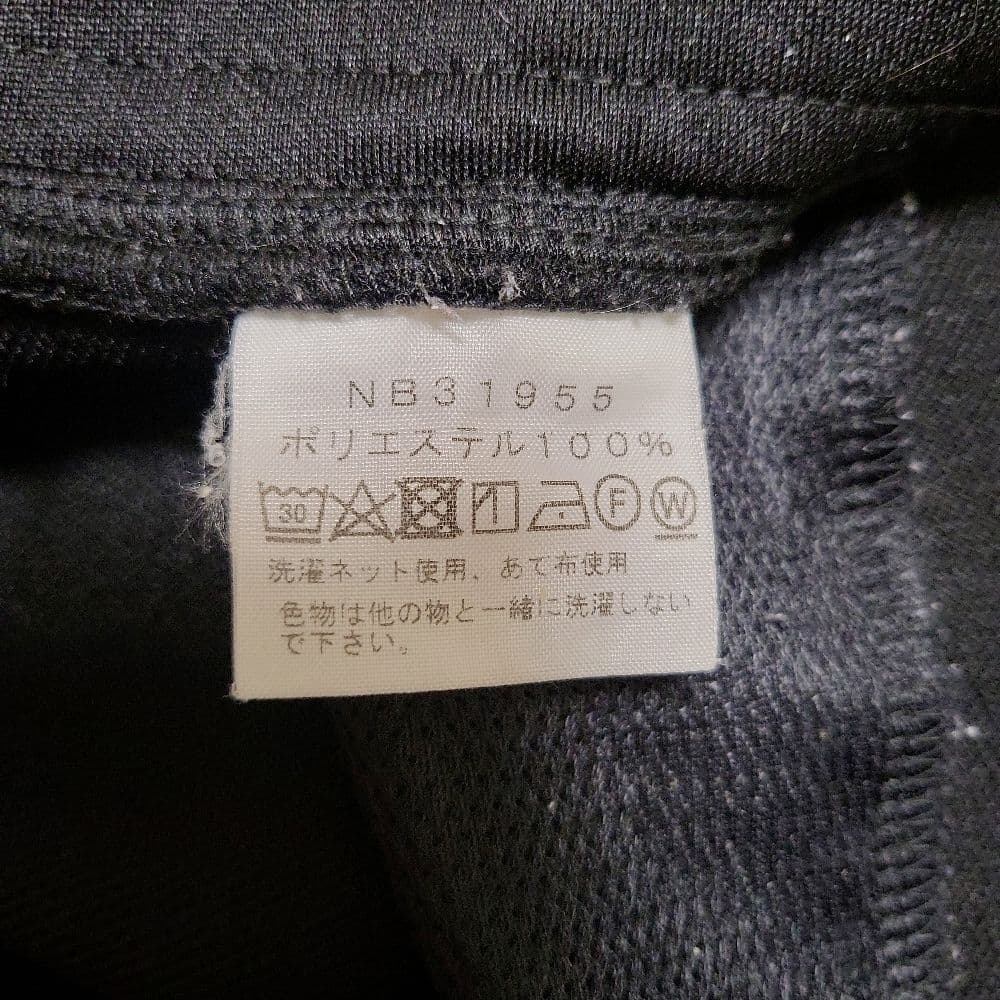 NB31955
ポリエステル100%
30 F W
洗濯ネット使用、あて布使用
色物は他の物と一緒に洗濯しない
で下さい。